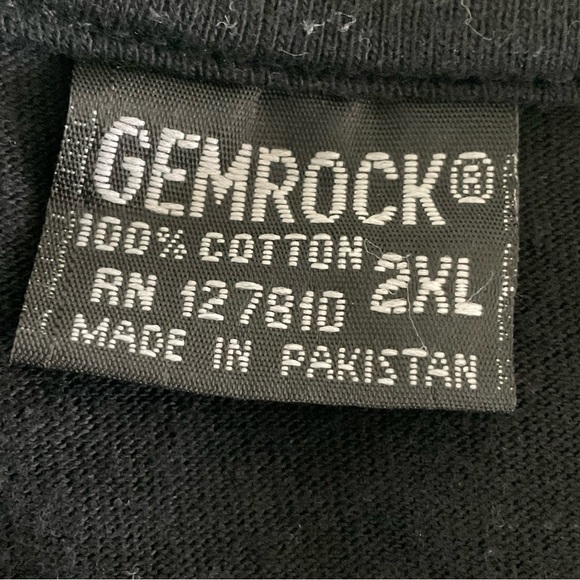 GEMROCK®
100% COTTON 2XL
RN 127810
MADE IN PAKISTAN